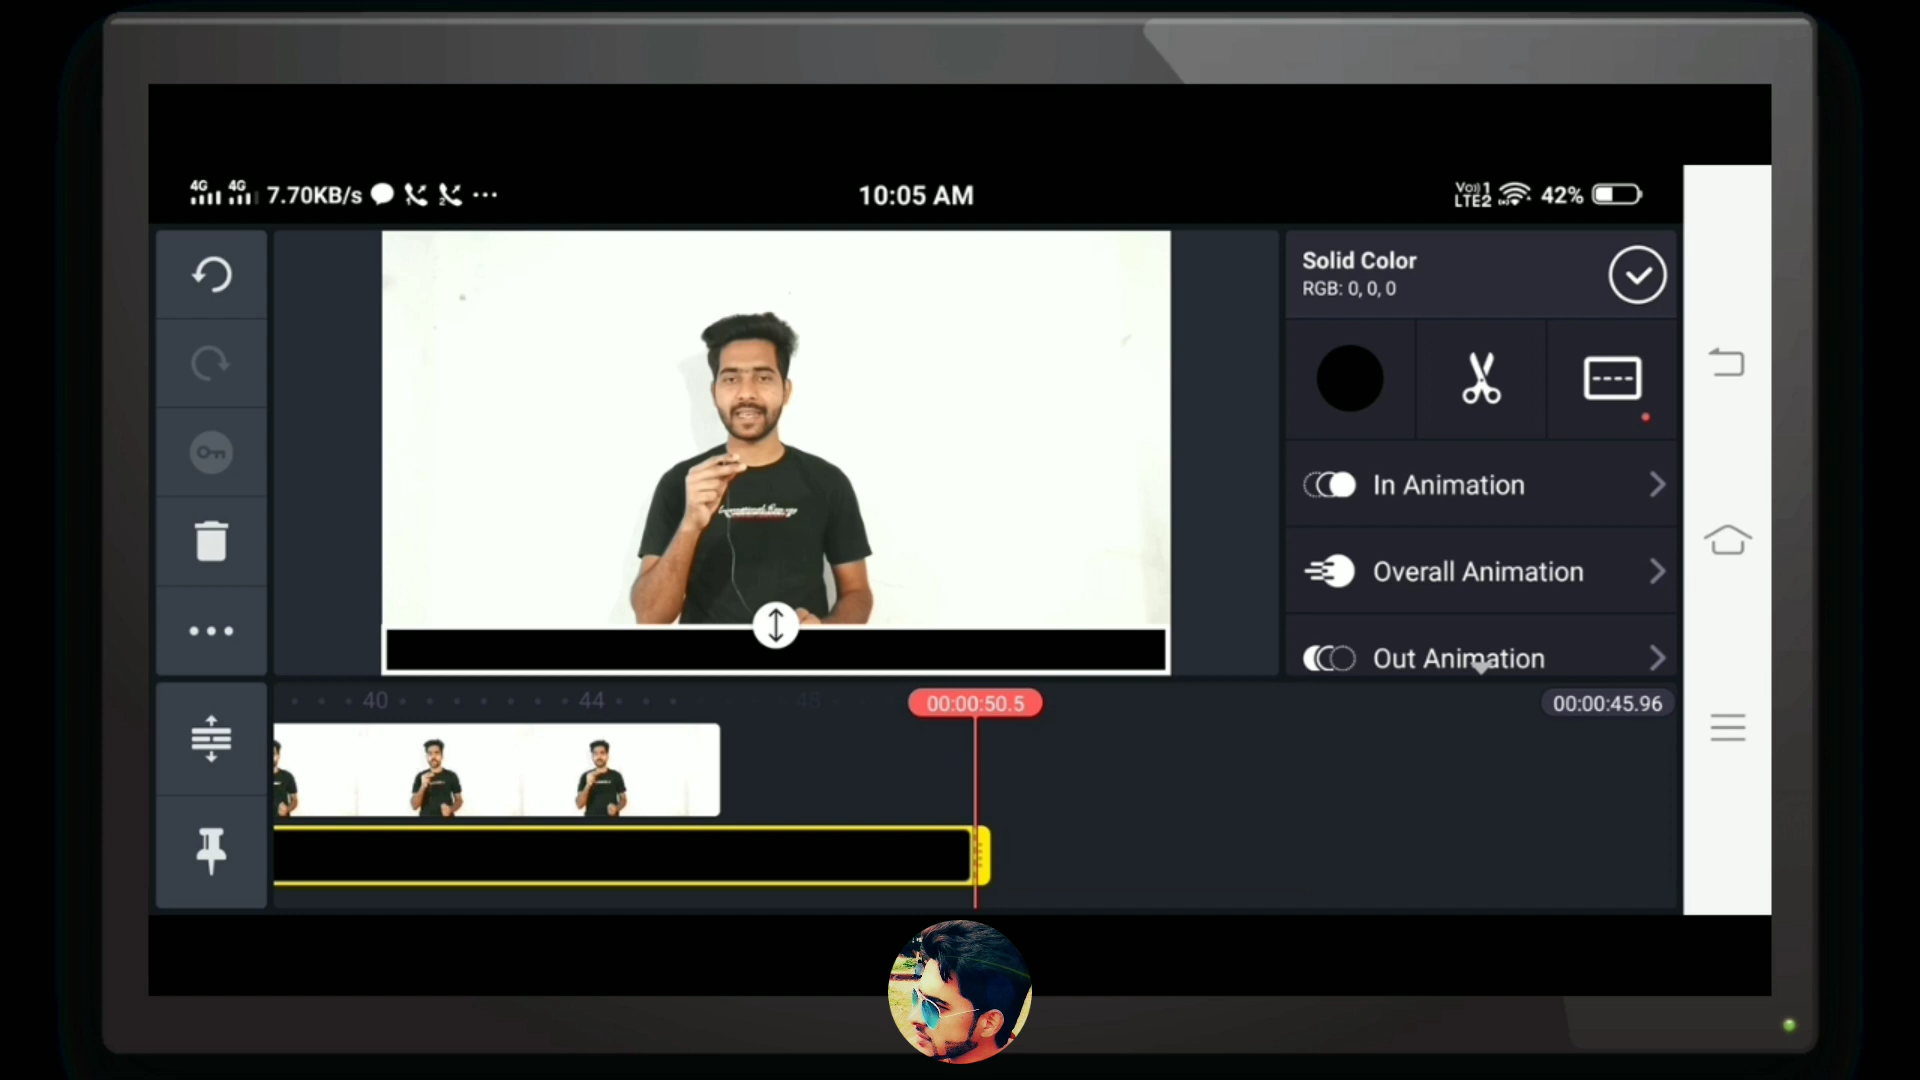 4G 4G 7.70KB/s
10:05 AM
Vo)) 1 LTE2 42%
Solid Color
RGB: 0, 0, 0
In Animation
Overall Animation
Out Animation
40 44 48 00:00:50.5 00:00:45.96